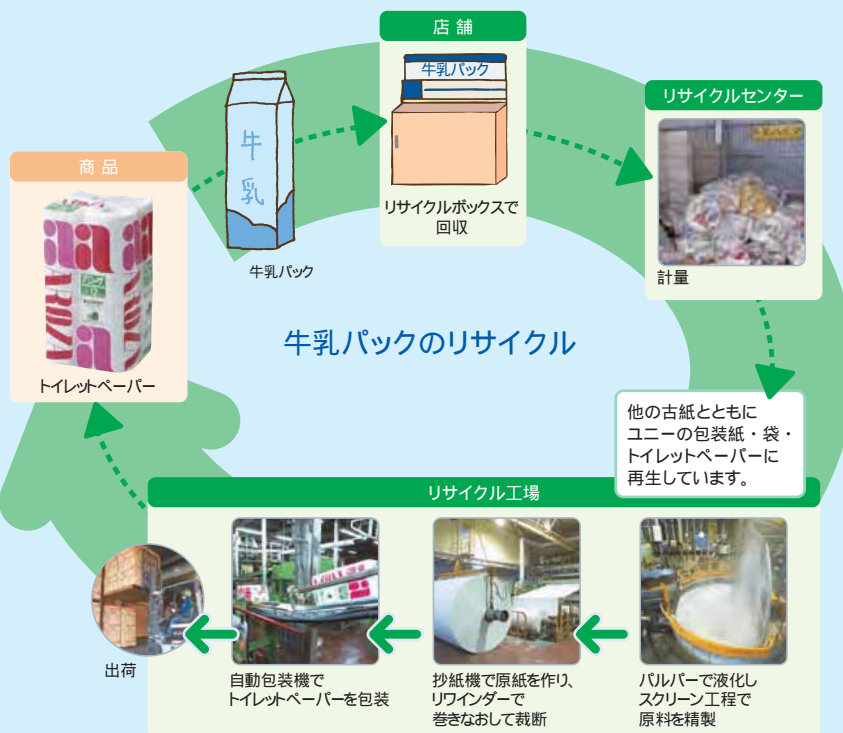 店舗
牛乳パック
リサイクルボックスで
回収
リサイクルセンター
計量
商品
トイレットペーパー
牛乳
牛乳パック
牛乳パックのリサイクル
他の古紙とともに
ユニーの包装紙・袋・
トイレットペーパーに
再生しています。
リサイクル工場
出荷
自動包装機で
トイレットペーパーを包装
抄紙機で原紙を作り、
リワインダーで
巻きなおして裁断
パルパーで液化し
スクリーン工程で
原料を精製